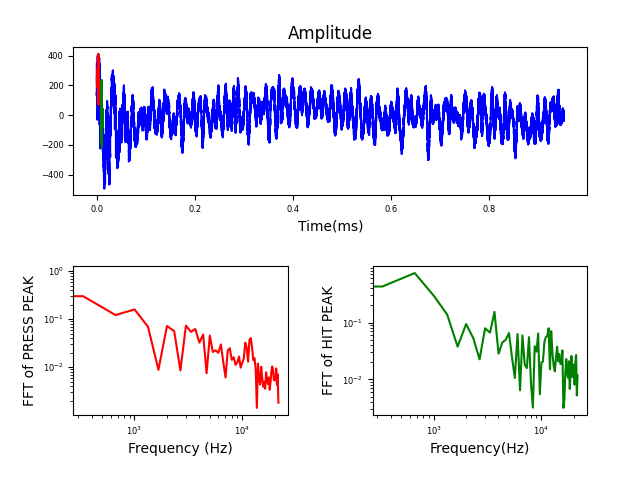 Amplitude
400
200
0
−200
−400
0.0 0.2 0.4 0.6 0.8
Time(ms)
FFT of PRESS PEAK
10⁰
10⁻¹
10⁻²
10³ 10⁴
Frequency (Hz)
FFT of HIT PEAK
10⁻¹
10⁻²
10³ 10⁴
Frequency(Hz)